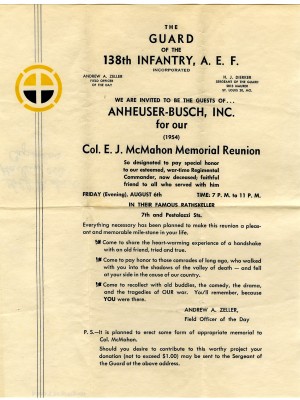 THE
GUARD
OF THE
138th INFANTRY, A. E. F.
INCORPORATED
ANDREW A. ZELLER
FIELD OFFICER
OF THE DAY
H. J. DIERKER
SERGEANT OF THE GUARD
ST. LOUIS 20, MO.
WE ARE INVITED TO BE THE GUESTS OF . . .
ANHEUSER-BUSCH, INC.
for our
(1954)
Col. E. J. McMahon Memorial Reunion
So designated to pay special honor
to our esteemed, war-time Regimental
Commander, now deceased; faithful
friend to all who served with him
FRIDAY (Evening), AUGUST 6th TIME: 7 P. M. to 11 P. M.
IN THEIR FAMOUS RATHSKELLER
7th and Pestalozzi Sts.
Everything necessary has been planned to make this reunion a pleas-
ant and memorable mile-stone in your life.
Come to share the heart-warming experience of a handshake
with an old friend, tried and true.
Come to pay honor to those comrades of long ago, who walked
with you into the shadows of the valley of death — and fell
at your side in the cause of our country.
Come to recollect with old buddies, the comedy, the drama,
and the tragedies of OUR war. You'll remember, because
YOU were there.
ANDREW A. ZELLER,
Field Officer of the Day
P. S.—It is planned to erect some form of appropriate memorial to
Col. McMahon.
Should you desire to contribute to this worthy project your
donation (not to exceed $1.00) may be sent to the Sergeant of
the Guard at the above address.